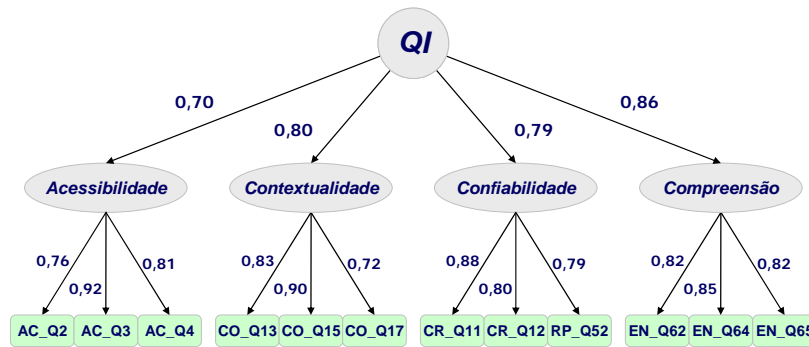 QI
0,70
0,80
0,79
0,86
Acessibilidade
Contextualidade
Confiabilidade
Compreensão
0,76
0,92
0,81
0,83
0,90
0,72
0,88
0,80
0,79
0,82
0,85
0,82
AC_Q2
AC_Q3
AC_Q4
CO_Q13
CO_Q15
CO_Q17
CR_Q11
CR_Q12
RP_Q52
EN_Q62
EN_Q64
EN_Q65